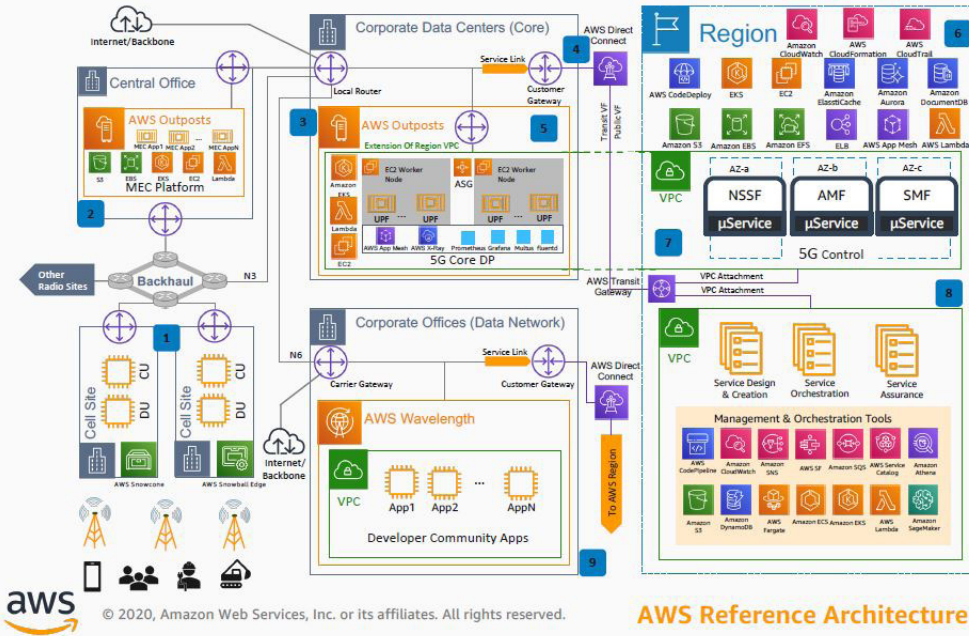 Internet/Backbone
Central Office
AWS Outposts
MEC App1
MEC App2
...
MEC AppN
S3
EBS
EKS
EC2
Lambda
MEC Platform
2
Other
Radio Sites
Backhaul
N3
1
Cell Site
CU
DU
AWS Snowcone
Cell Site
CU
DU
AWS Snowball Edge
Corporate Data Centers (Core)
Local Router
Service Link
Customer
Gateway
4
AWS Direct
Connect
3
AWS Outposts
5
Extension Of Region VPC
Amazon
EKS
Lambda
EC2
EC2 Worker
Node
ASG
EC2 Worker
Node
UPF
...
UPF
UPF
...
UPF
AWS App Mesh
AWS X-Ray
Prometheus
Grafana
Multus
fluentd
5G Core DP
Transit VF
Public VF
AWS Transit
Gateway
Corporate Offices (Data Network)
N6
Carrier Gateway
Service Link
Customer Gateway
AWS Direct
Connect
Internet/
Backbone
AWS Wavelength
VPC
App1
App2
...
AppN
Developer Community Apps
To AWS Region
9
Region
6
Amazon
CloudWatch
AWS
CloudFormation
AWS
CloudTrail
AWS CodeDeploy
EKS
EC2
Amazon
ElastiCache
Amazon
Aurora
Amazon
DocumentDB
Amazon S3
Amazon EBS
Amazon EFS
ELB
AWS App Mesh
AWS Lambda
VPC
AZ-a
AZ-b
AZ-c
NSSF
µService
AMF
µService
SMF
µService
7
5G Control
VPC Attachment
VPC Attachment
8
VPC
Service Design
& Creation
Service
Orchestration
Service
Assurance
Management & Orchestration Tools
AWS
CodePipeline
Amazon
CloudWatch
Amazon
SNS
AWS SF
Amazon SQS
AWS Service
Catalog
Amazon
Athena
Amazon
S3
Amazon
DynamoDB
AWS
Fargate
Amazon ECS
Amazon EKS
AWS
Lambda
Amazon
SageMaker
aws
© 2020, Amazon Web Services, Inc. or its affiliates. All rights reserved.
AWS Reference Architecture